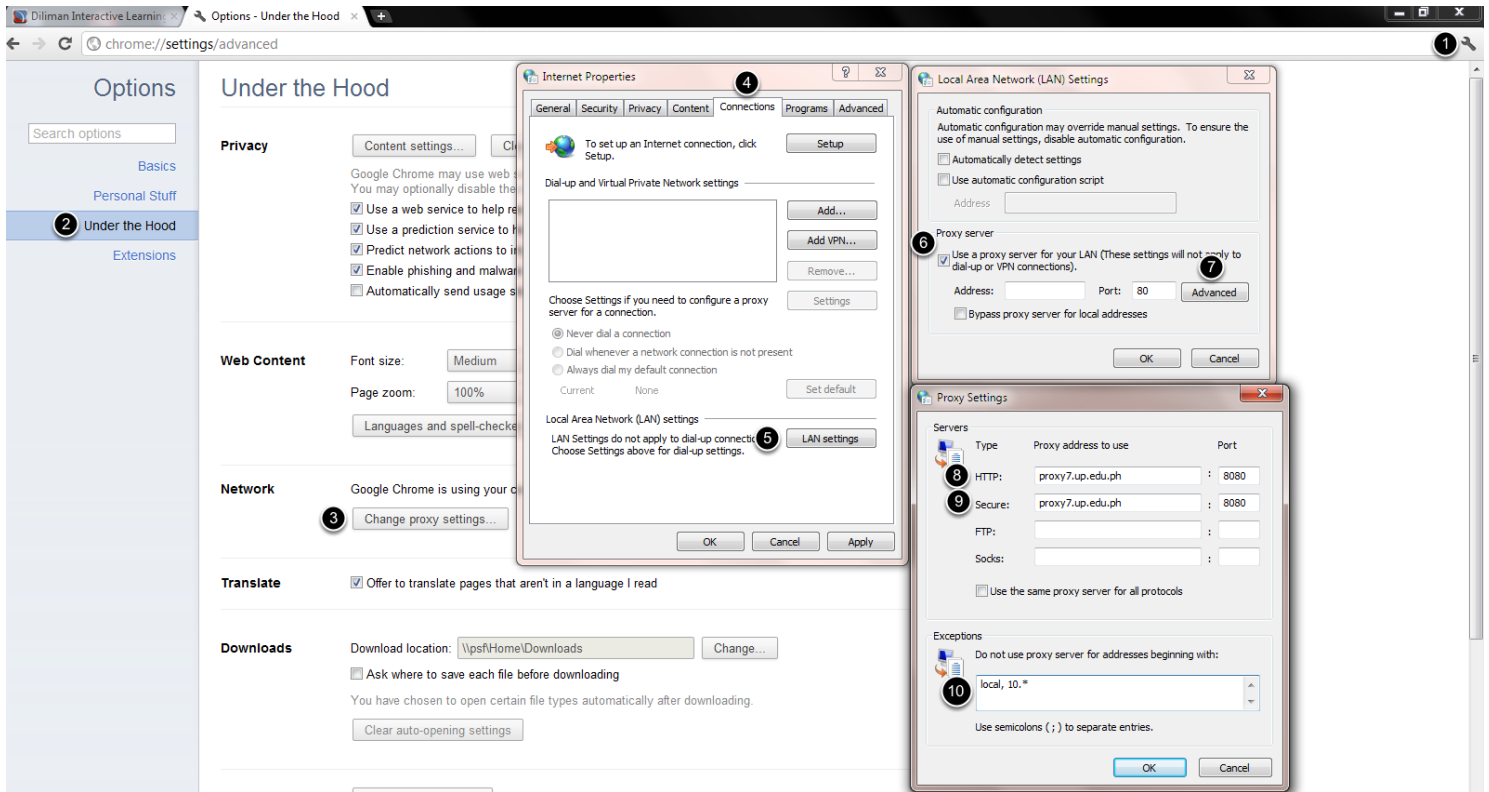 Diliman Interactive Learning
Options - Under the Hood
chrome://settings/advanced
1
Options
Search options
Basics
Personal Stuff
2
Under the Hood
Extensions
Under the Hood
Privacy
Content settings...
Google Chrome may use web
You may optionally disable the
Use a web service to help
Use a prediction service to
Predict network actions to
Enable phishing and
Automatically send usage
Web Content
Font size:
Medium
Page zoom:
100%
Languages and
Network
Google Chrome is using your
3
Change proxy settings...
Translate
Offer to translate pages that aren't in a language I read
Downloads
Download location:
\\psf\Home\Downloads
Change...
Ask where to save each file before downloading
You have chosen to open certain file types automatically after downloading.
Clear auto-opening settings
Internet Properties
4
General
Security
Privacy
Content
Connections
Programs
Advanced
To set up an Internet connection, click
Setup.
Setup
Dial-up and Virtual Private Network settings
Add...
Add VPN...
Remove...
Choose Settings if you need to configure a proxy
server for a connection.
Settings
Never dial a connection
Dial whenever a network connection is not present
Always dial my default connection
Current None
Set default
Local Area Network (LAN) settings
LAN Settings do not apply to dial-up
Choose Settings above for dial-up settings.
5
LAN settings
OK
Cancel
Apply
Local Area Network (LAN) Settings
Automatic configuration
Automatic configuration may override manual settings. To ensure the
use of manual settings, disable automatic configuration.
Automatically detect settings
Use automatic configuration script
Address
Proxy server
6
Use a proxy server for your LAN (These settings will not apply to
dial-up or VPN connections).
7
Address:
Port: 80
Advanced
Bypass proxy server for local addresses
OK
Cancel
Proxy Settings
Servers
Type Proxy address to use Port
8 HTTP: proxy7.up.edu.ph : 8080
9 Secure: proxy7.up.edu.ph : 8080
FTP: :
Socks: :
Use the same proxy server for all protocols
Exceptions
Do not use proxy server for addresses beginning with:
10
local, 10.*
Use semicolons ( ; ) to separate entries.
OK
Cancel